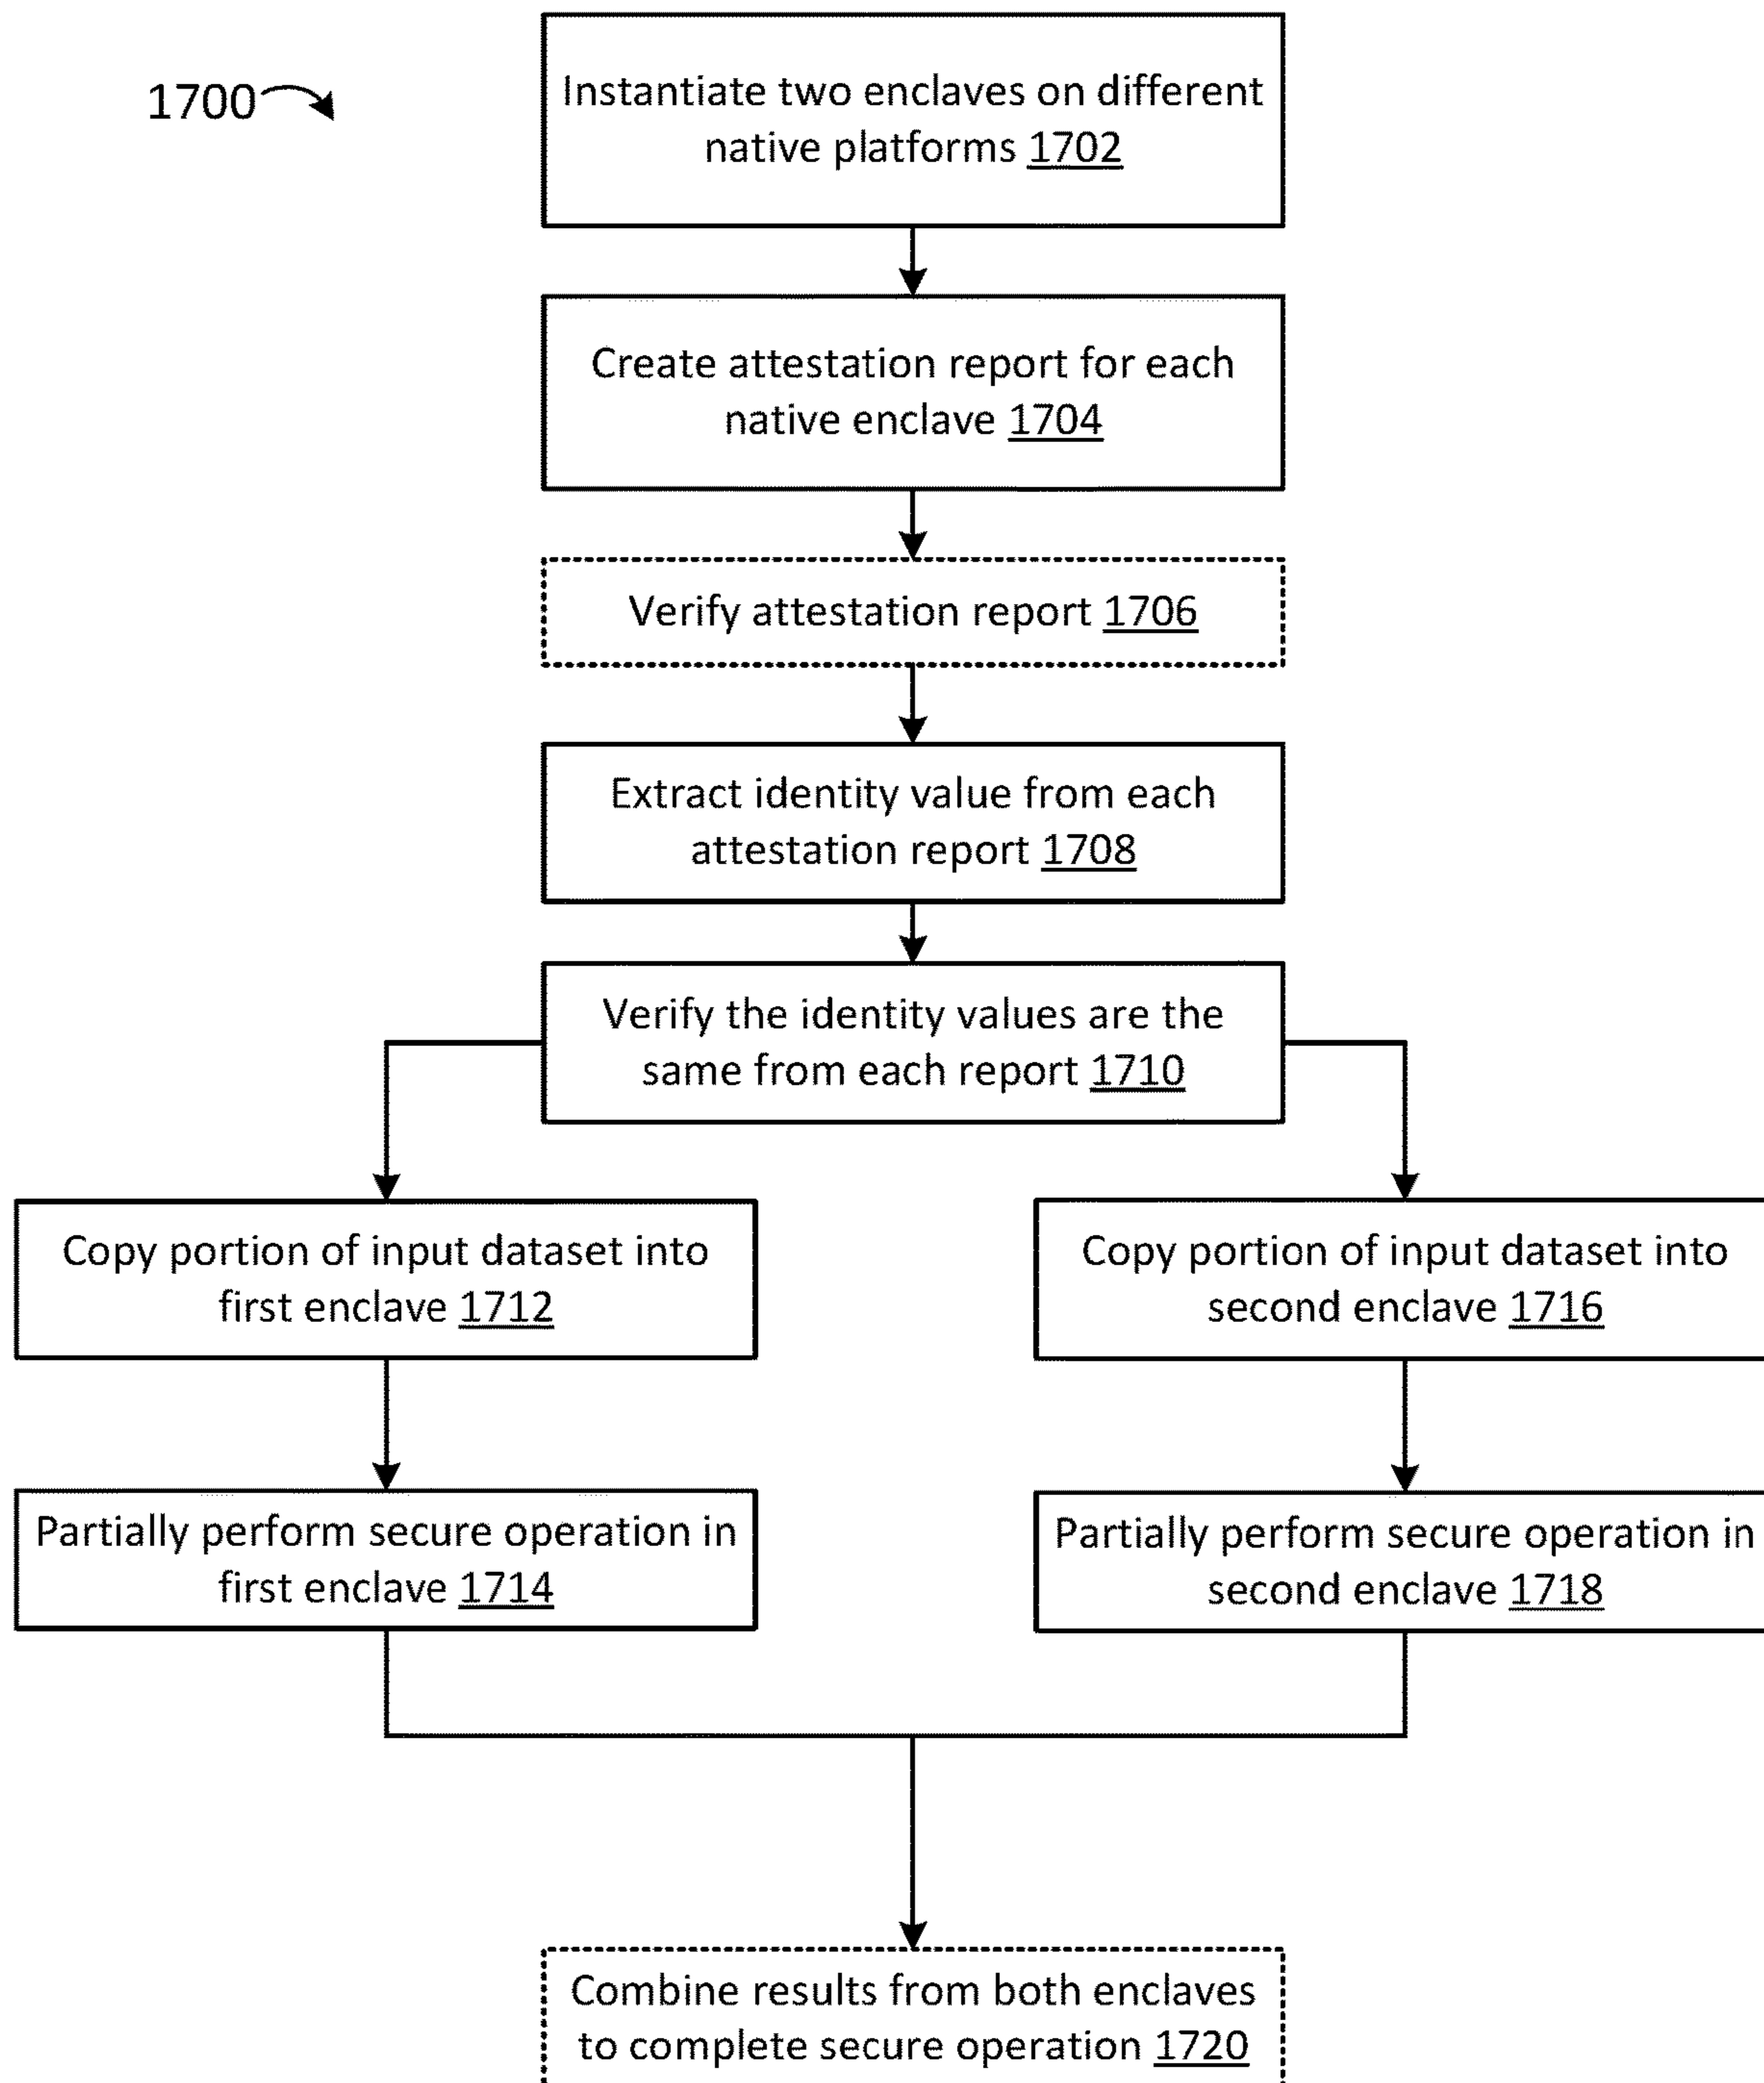 1700
Instantiate two enclaves on different
native platforms 1702
Create attestation report for each
native enclave 1704
Verify attestation report 1706
Extract identity value from each
attestation report 1708
Verify the identity values are the
same from each report 1710
Copy portion of input dataset into
first enclave 1712
Copy portion of input dataset into
second enclave 1716
Partially perform secure operation in
first enclave 1714
Partially perform secure operation in
second enclave 1718
Combine results from both enclaves
to complete secure operation 1720